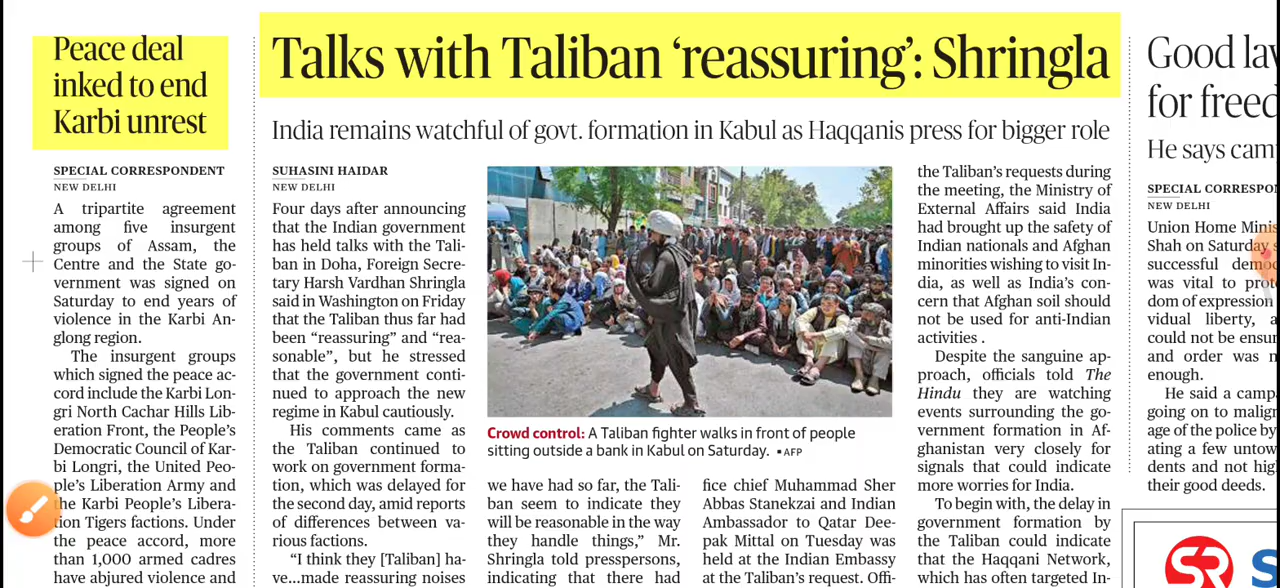 Peace deal
inked to end
Karbi unrest
SPECIAL CORRESPONDENT
NEW DELHI
A tripartite agreement
among five insurgent
groups of Assam, the
Centre and the State go-
vernment was signed on
Saturday to end years of
violence in the Karbi An-
glong region.
The insurgent groups
which signed the peace ac-
cord include the Karbi Lon-
gri North Cachar Hills Lib-
eration Front, the People's
Democratic Council of Kar-
bi Longri, the United Peo-
ple's Liberation Army and
the Karbi People's Libera-
tion Tigers factions. Under
the peace accord, more
than 1,000 armed cadres
have abjured violence and
Talks with Taliban ‘reassuring’: Shringla
India remains watchful of govt. formation in Kabul as Haqqanis press for bigger role
SUHASINI HAIDAR
NEW DELHI
Four days after announcing
that the Indian government
has held talks with the Tali-
ban in Doha, Foreign Secre-
tary Harsh Vardhan Shringla
said in Washington on Friday
that the Taliban thus far had
been “reassuring” and “rea-
sonable”, but he stressed
that the government conti-
nued to approach the new
regime in Kabul cautiously.
His comments came as
the Taliban continued to
work on government forma-
tion, which was delayed for
the second day, amid reports
of differences between va-
rious factions.
“I think they [Taliban] ha-
ve...made reassuring noises
Crowd control: A Taliban fighter walks in front of people
sitting outside a bank in Kabul on Saturday. ▪ AFP
we have had so far, the Tali-
ban seem to indicate they
will be reasonable in the way
they handle things,” Mr.
Shringla told presspersons,
indicating that there had
fice chief Muhammad Sher
Abbas Stanekzai and Indian
Ambassador to Qatar Dee-
pak Mittal on Tuesday was
held at the Indian Embassy
at the Taliban's request. Offi-
the Taliban's requests during
the meeting, the Ministry of
External Affairs said India
had brought up the safety of
Indian nationals and Afghan
minorities wishing to visit In-
dia, as well as India's con-
cern that Afghan soil should
not be used for anti-Indian
activities .
Despite the sanguine ap-
proach, officials told The
Hindu they are watching
events surrounding the go-
vernment formation in Af-
ghanistan very closely for
signals that could indicate
more worries for India.
To begin with, the delay in
government formation by
the Taliban could indicate
that the Haqqani Network,
which has often targeted In-
Good la
for free
He says cam
SPECIAL
NEW DELHI
Union Home
Shah on Saturday
successful
was vital to
dom of expression
vidual liberty,
could not be
and order was
enough.
He said a
going on to
age of the police
ating a few
dents and not
their good deeds.
SR
S